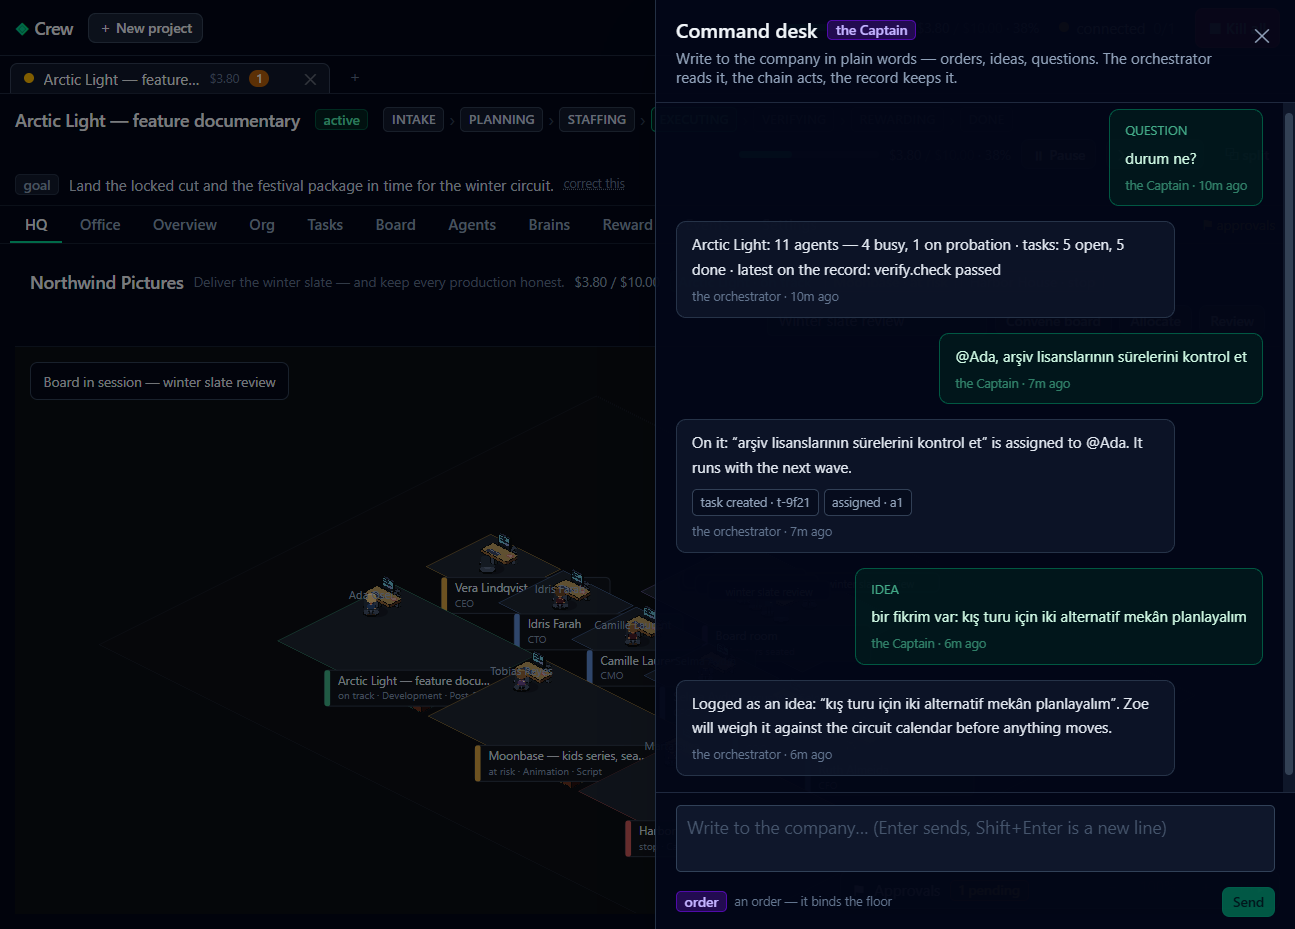 Crew
+ New project
Arctic Light — feature... $3.80 1
+
Arctic Light — feature documentary active INTAKE › PLANNING › STAFFING ›
goal Land the locked cut and the festival package in time for the winter circuit. correct this
HQ Office Overview Org Tasks Board Agents Brains Reward
Northwind Pictures Deliver the winter slate — and keep every production honest. $3.80 / $10.00
Board in session — winter slate review
Vera Lindqvist
CEO
Idris Farah
Idris Farah
CTO
Camille
CMO
Arctic Light — feature docu...
on track · Development · Post
Moonbase — kids series, sea..
at risk · Animation · Script
Command desk the Captain
Write to the company in plain words — orders, ideas, questions. The orchestrator
reads it, the chain acts, the record keeps it.
QUESTION
durum ne?
the Captain · 10m ago
Arctic Light: 11 agents — 4 busy, 1 on probation · tasks: 5 open, 5
done · latest on the record: verify.check passed
the orchestrator · 10m ago
@Ada, arşiv lisanslarının sürelerini kontrol et
the Captain · 7m ago
On it: “arşiv lisanslarının sürelerini kontrol et” is assigned to @Ada. It
runs with the next wave.
task created · t-9f21 assigned · a1
the orchestrator · 7m ago
IDEA
bir fikrim var: kış turu için iki alternatif mekân planlayalım
the Captain · 6m ago
Logged as an idea: “kış turu için iki alternatif mekân planlayalım”. Zoe
will weigh it against the circuit calendar before anything moves.
the orchestrator · 6m ago
Write to the company... (Enter sends, Shift+Enter is a new line)
order an order — it binds the floor
Send